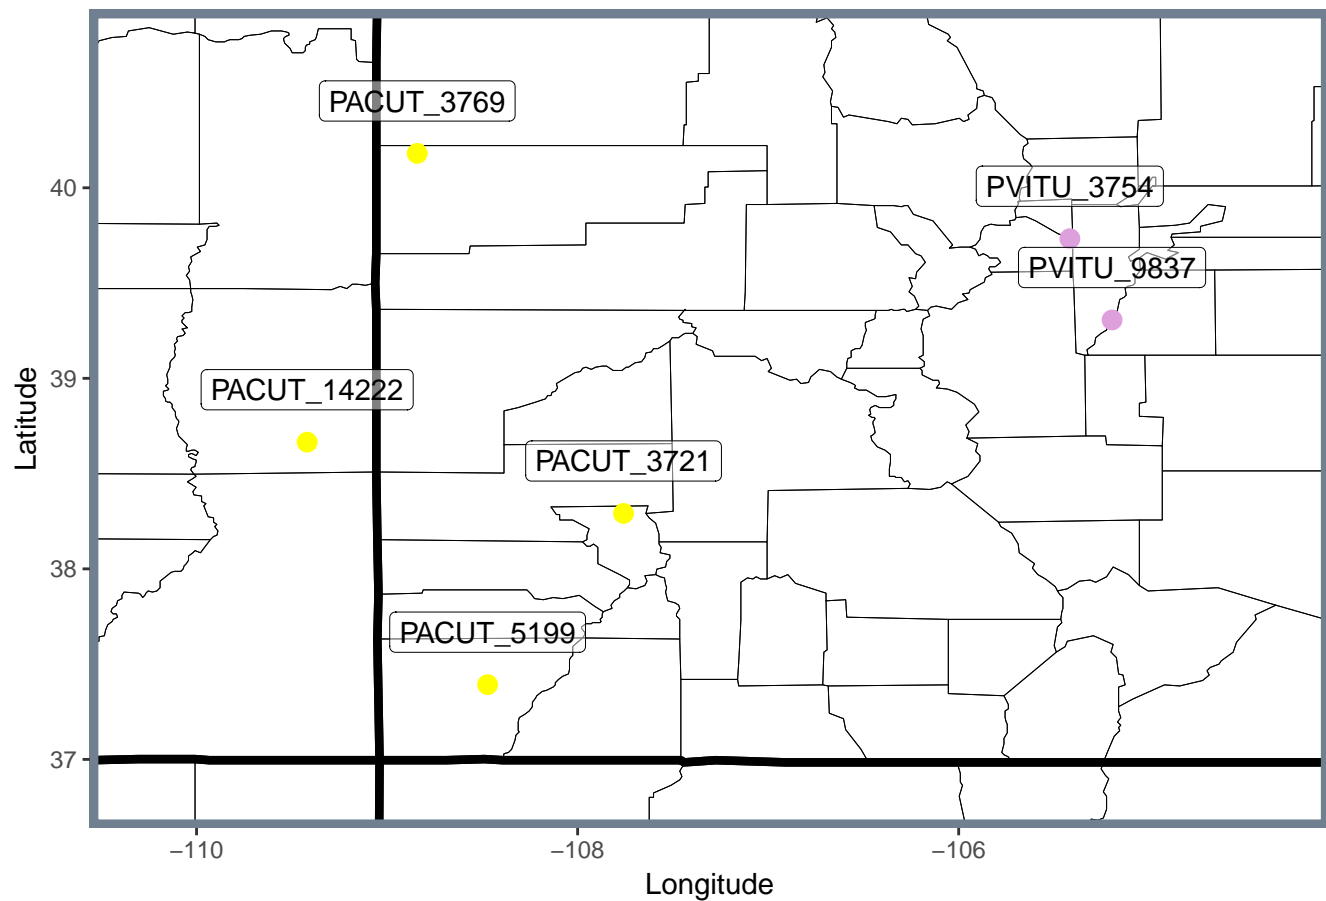 PACUT_3769
PVITU_3754
PVITU_9837
PACUT_14222
PACUT_3721
PACUT_5199
40
39
38
37
Latitude
−110
−108
−106
Longitude